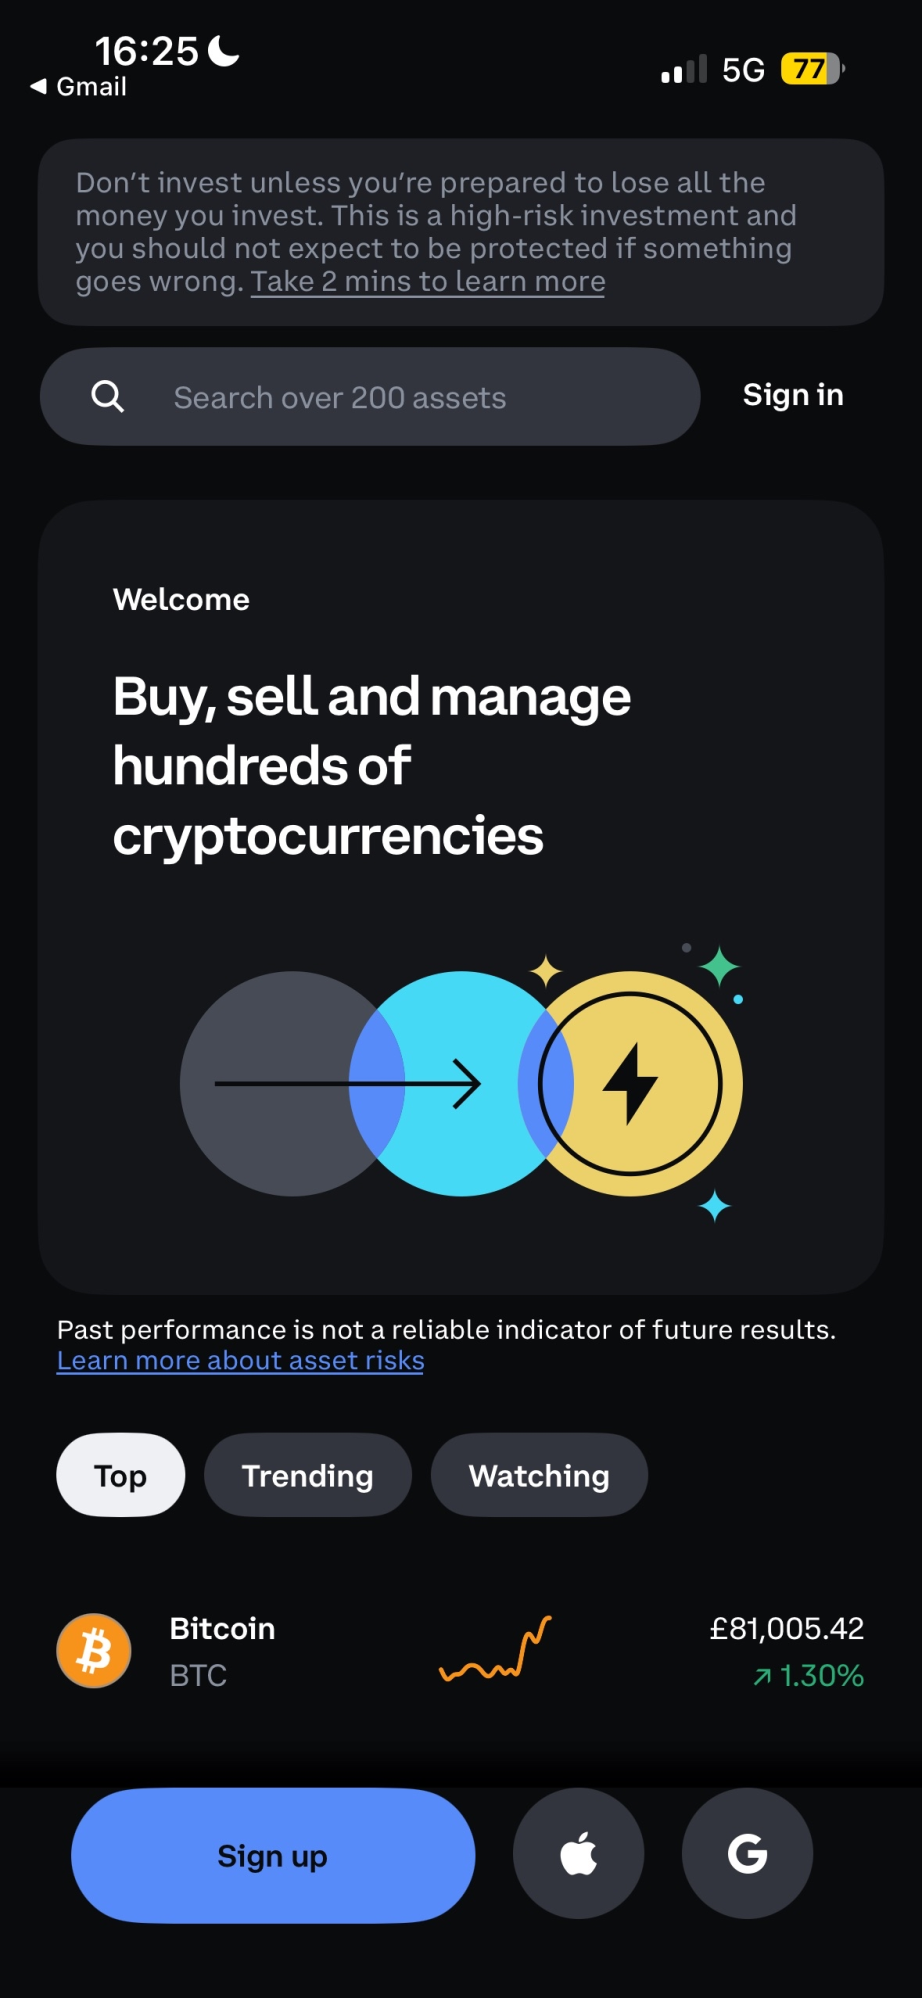 16:25
Gmail
5G
77
Don't invest unless you're prepared to lose all the
money you invest. This is a high-risk investment and
you should not expect to be protected if something
goes wrong. Take 2 mins to learn more
Search over 200 assets
Sign in
Welcome
Buy, sell and manage
hundreds of
cryptocurrencies
Past performance is not a reliable indicator of future results.
Learn more about asset risks
Top
Trending
Watching
Bitcoin
£81,005.42
BTC
1.30%
Sign up